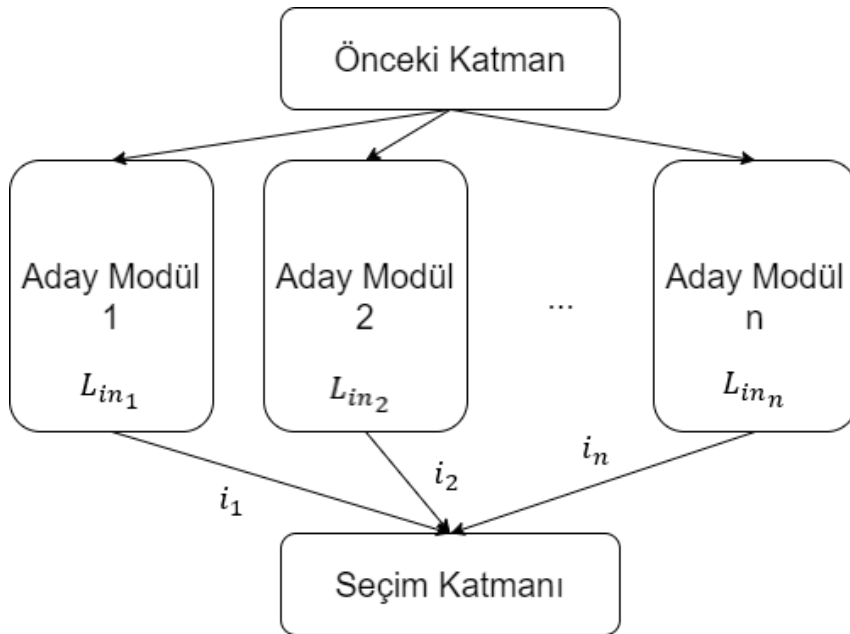 Önceki Katman
Aday Modül
1
L_{in_1}
Aday Modül
2
L_{in_2}
...
Aday Modül
n
L_{in_n}
i_1
i_2
i_n
Seçim Katmanı